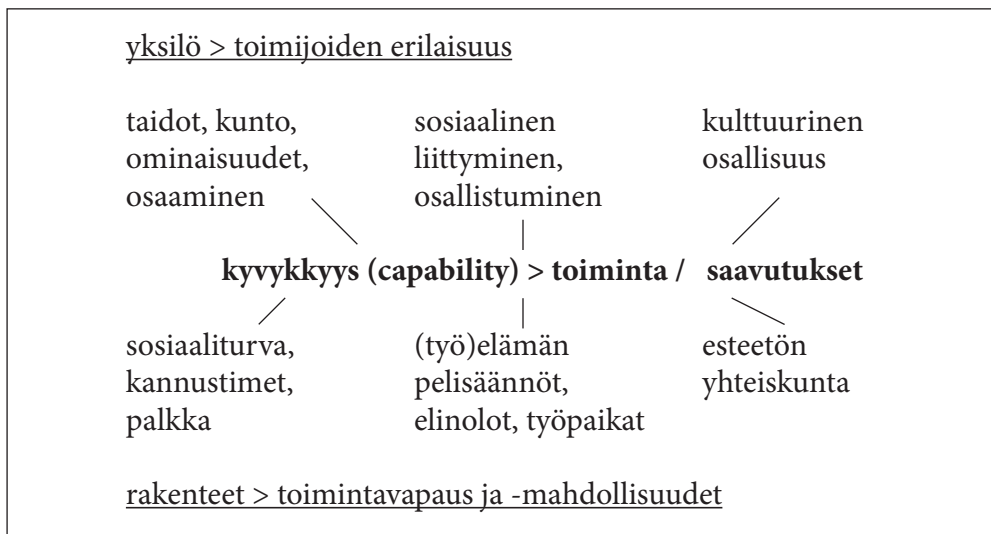 yksilö > toimijoiden erilaisuus
taidot, kunto,
ominaisuudet,
osaaminen
sosiaalinen
liittyminen,
osallistuminen
kulttuurinen
osallisuus
kyvykkyys (capability) > toiminta / saavutukset
sosiaaliturva,
kannustimet,
palkka
(työ)elämän
pelisäännöt,
elinolot, työpaikat
esteetön
yhteiskunta
rakenteet > toimintavapaus ja -mahdollisuudet